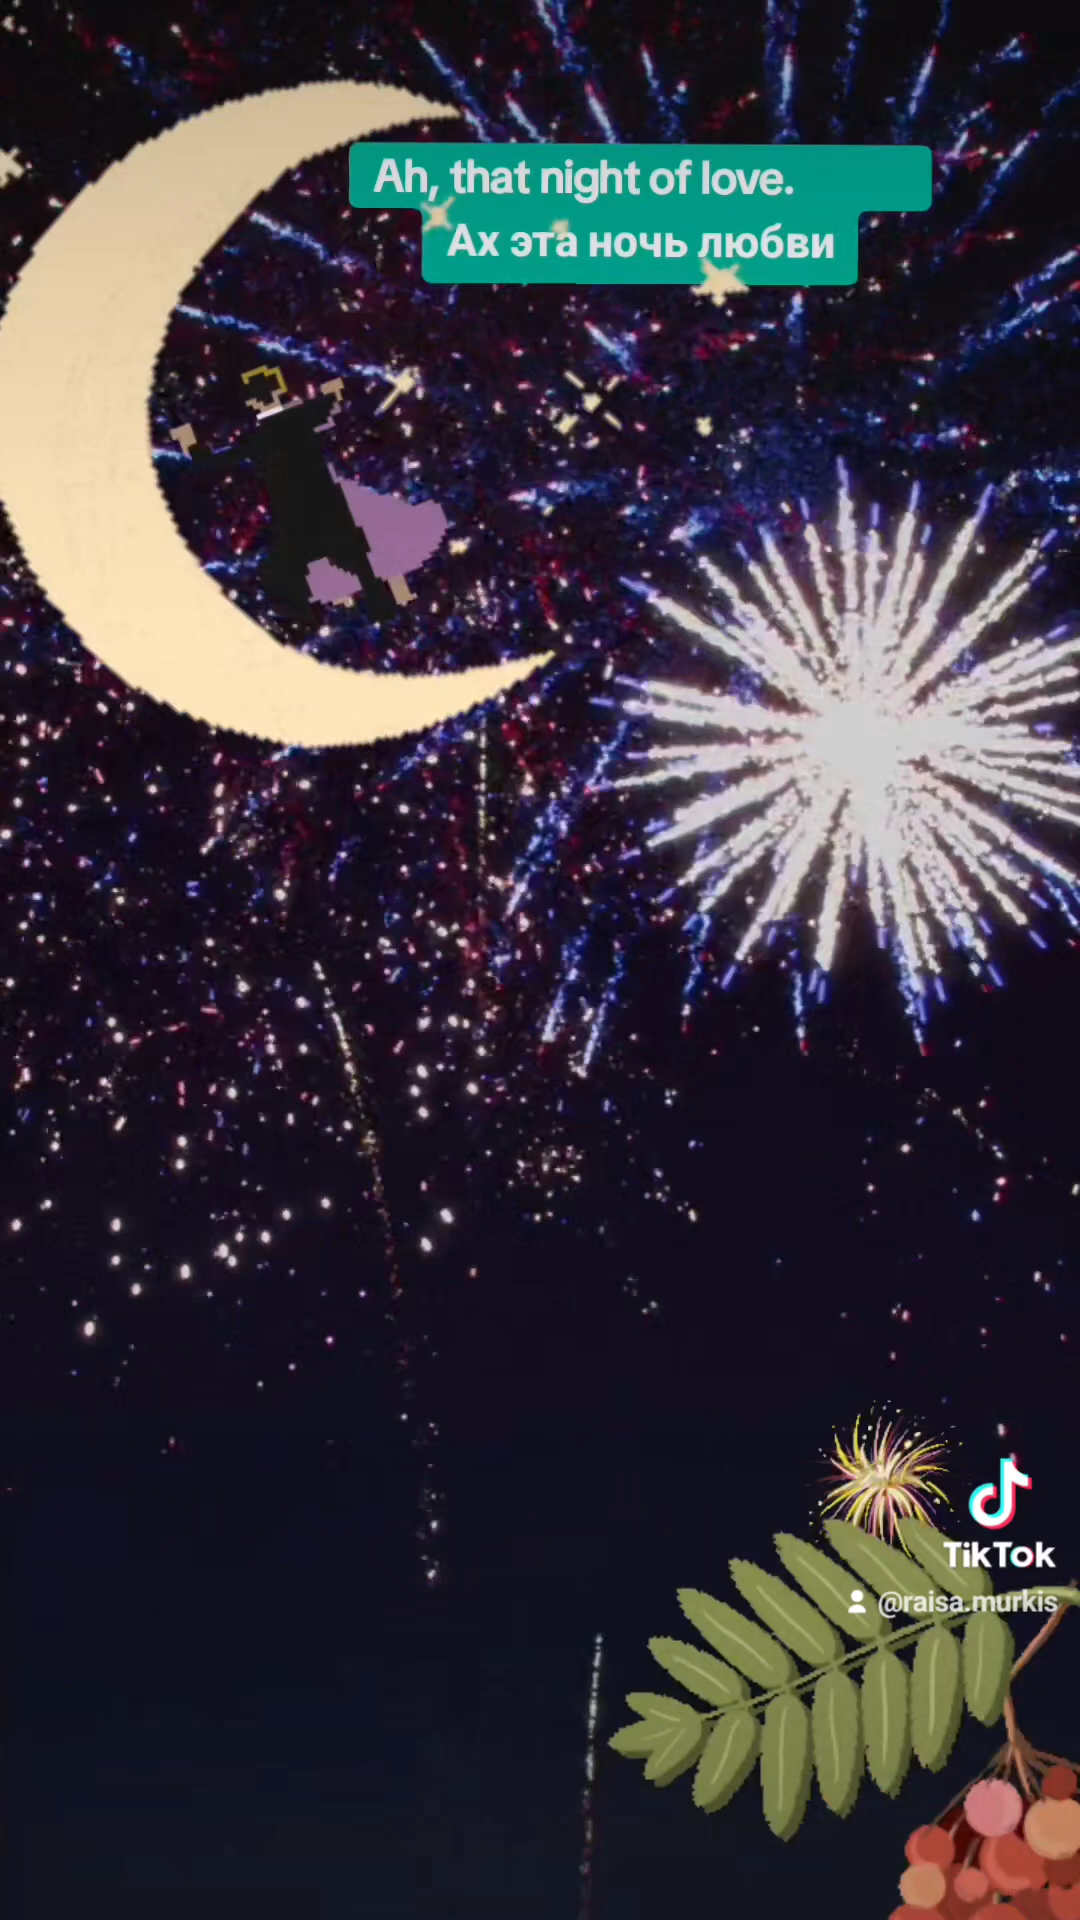 Ah, that night of love.
Ах эта ночь любви
TikTok
@raisa.murkis